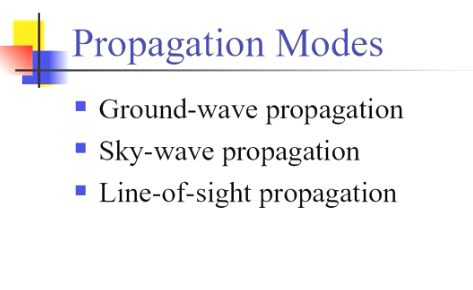 Propagation Modes
Ground-wave propagation
Sky-wave propagation
Line-of-sight propagation